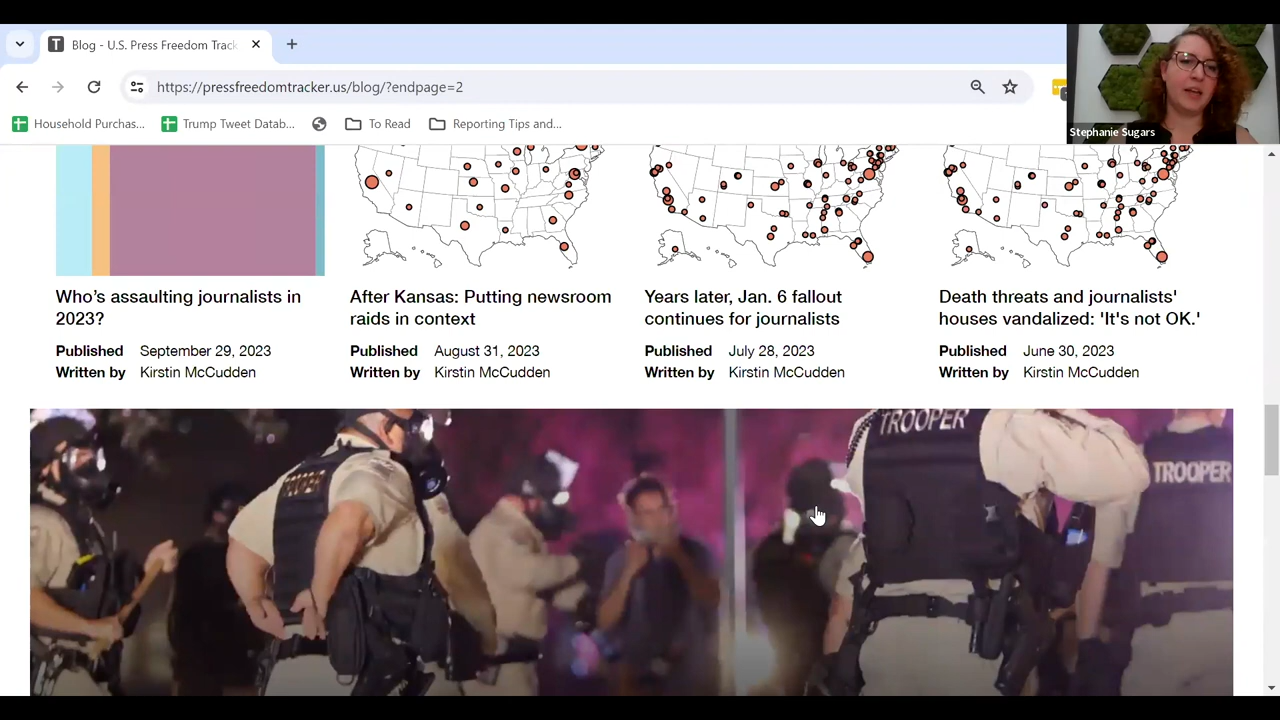 Blog - U.S. Press Freedom Trac
https://pressfreedomtracker.us/blog/?endpage=2
Household Purchas...
Trump Tweet Datab...
To Read
Reporting Tips and...
Stephanie Sugars
Who's assaulting journalists in
2023?
Published September 29, 2023
Written by Kirstin McCudden
After Kansas: Putting newsroom
raids in context
Published August 31, 2023
Written by Kirstin McCudden
Years later, Jan. 6 fallout
continues for journalists
Published July 28, 2023
Written by Kirstin McCudden
Death threats and journalists'
houses vandalized: 'It's not OK.'
Published June 30, 2023
Written by Kirstin McCudden
TROOPER
TROOPER
TROOPER